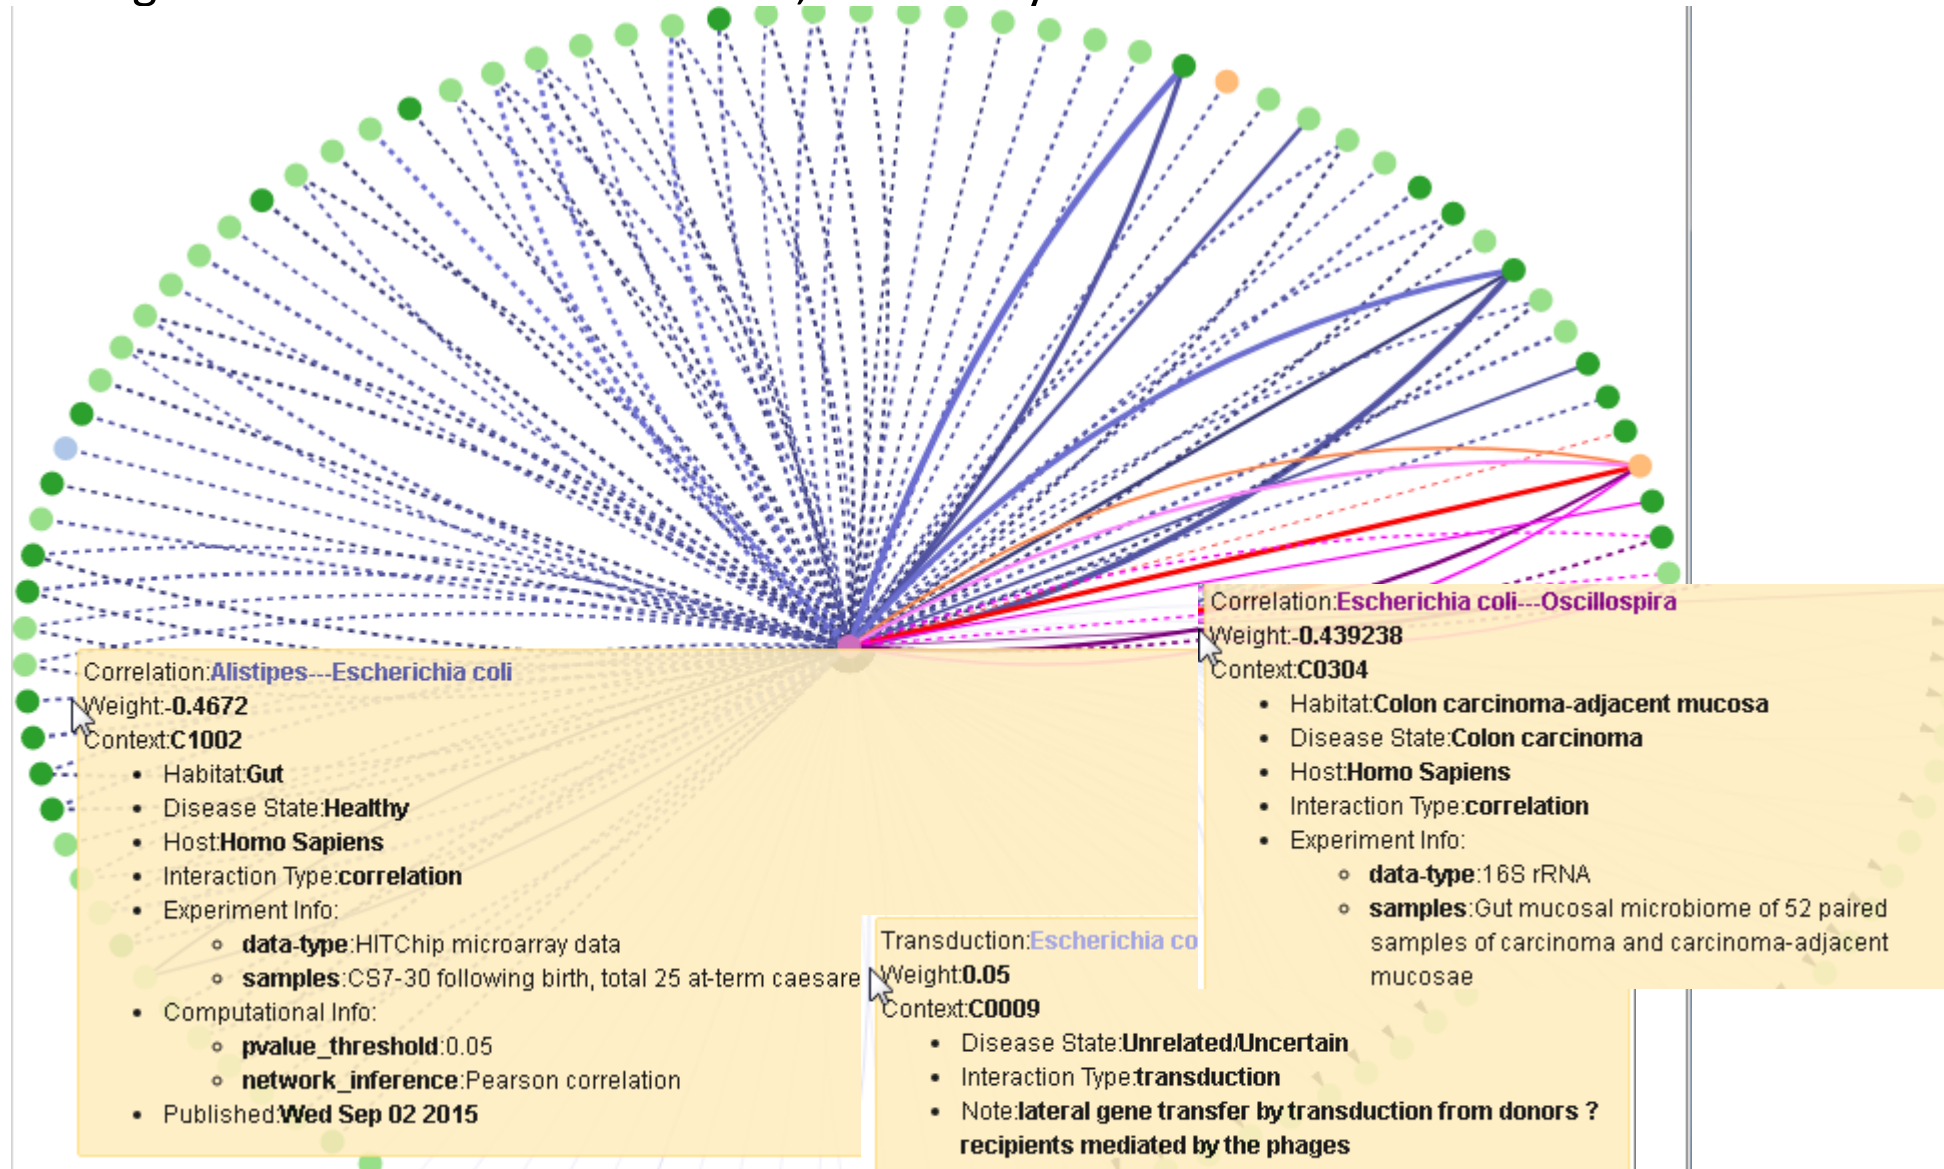 Correlation:Alistipes---Escherichia coli
Weight:-0.4672
Context:C1002
• Habitat:Gut
• Disease State:Healthy
• Host:Homo Sapiens
• Interaction Type:correlation
• Experiment Info:
◦ data-type:HITChip microarray data
◦ samples:CS7-30 following birth, total 25 at-term caesare
• Computational Info:
◦ pvalue_threshold:0.05
◦ network_inference:Pearson correlation
• Published:Wed Sep 02 2015
Transduction:Escherichia co
Weight:0.05
Context:C0009
• Disease State:Unrelated/Uncertain
• Interaction Type:transduction
• Note:lateral gene transfer by transduction from donors ?
recipients mediated by the phages
Correlation:Escherichia coli---Oscillospira
Weight:-0.439238
Context:C0304
• Habitat:Colon carcinoma-adjacent mucosa
• Disease State:Colon carcinoma
• Host:Homo Sapiens
• Interaction Type:correlation
• Experiment Info:
◦ data-type:16S rRNA
◦ samples:Gut mucosal microbiome of 52 paired
samples of carcinoma and carcinoma-adjacent
mucosae